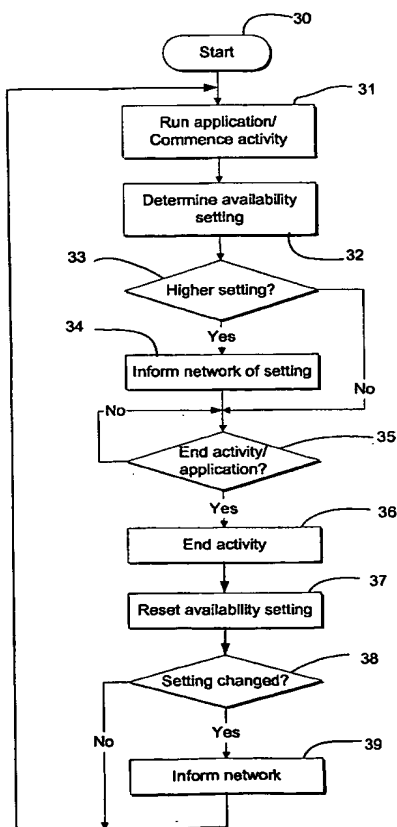 30
Start
31
Run application/
Commence activity
Determine availability
setting
32
33
Higher setting?
34
Yes
Inform network of setting
No
No
35
End activity/
application?
Yes
36
End activity
37
Reset availability setting
38
Setting changed?
No
Yes
39
Inform network